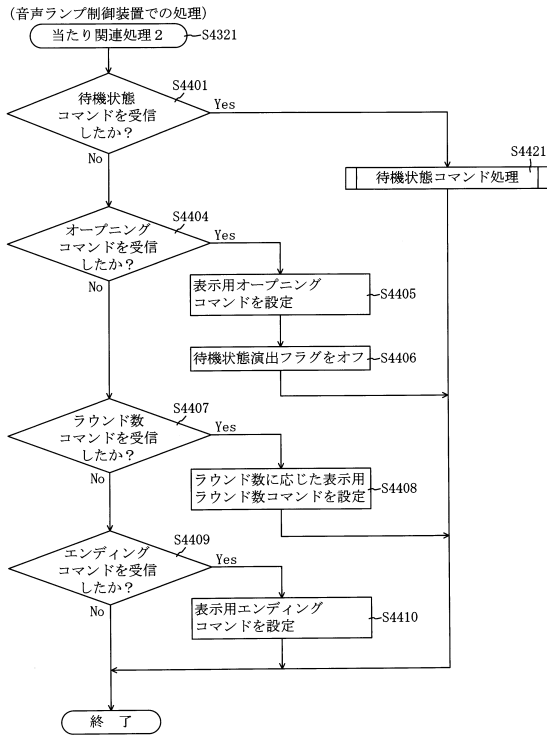 (音声ランプ制御装置での処理)
当たり関連処理２
S4321
S4401
待機状態
コマンドを受信
したか？
Yes
No
S4421
待機状態コマンド処理
S4404
オープニング
コマンドを受信
したか？
Yes
No
表示用オープニング
コマンドを設定
S4405
待機状態演出フラグをオフ
S4406
S4407
ラウンド数
コマンドを受信
したか？
Yes
No
ラウンド数に応じた表示用
ラウンド数コマンドを設定
S4408
S4409
エンディング
コマンドを受信
したか？
Yes
No
表示用エンディング
コマンドを設定
S4410
終　了